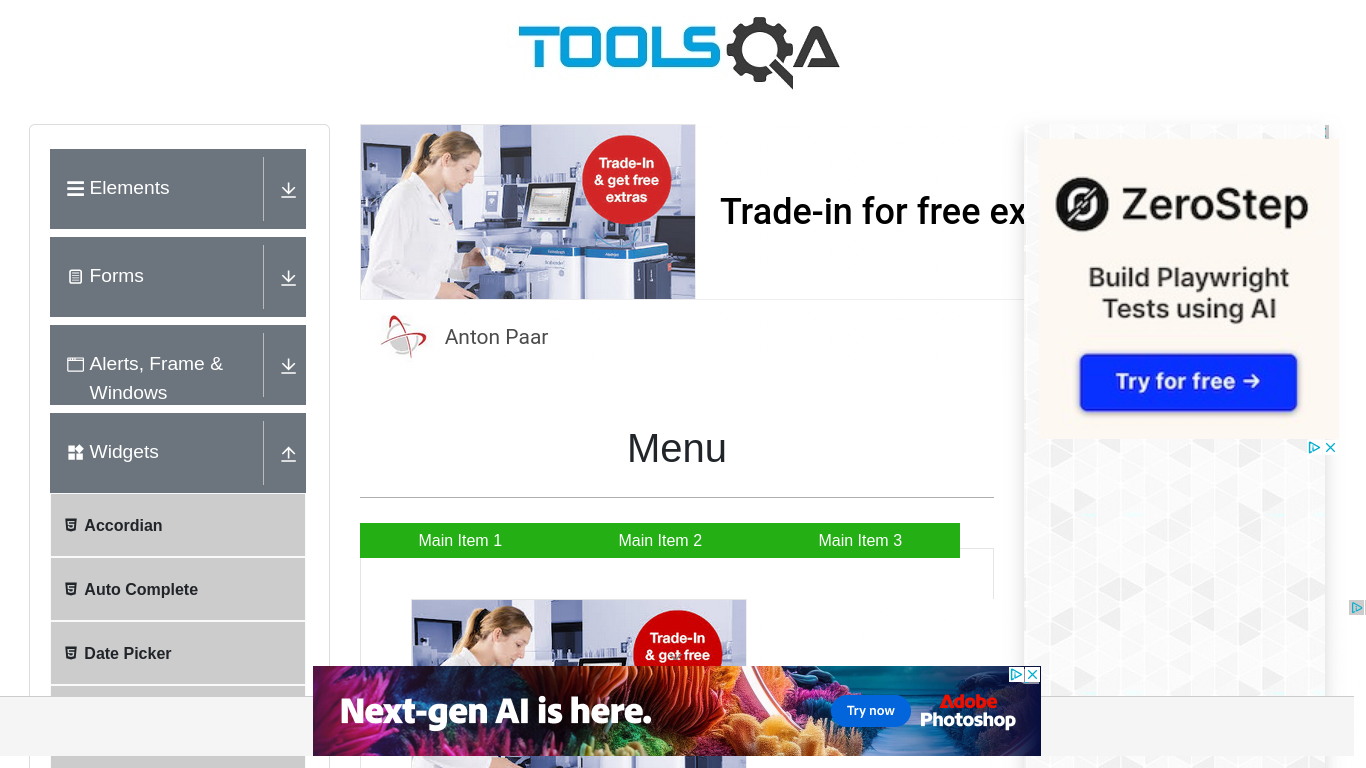 TOOLSQA
Elements
Forms
Alerts, Frame &
Windows
Widgets
Accordian
Auto Complete
Date Picker
Trade-In
& get free
extras
Trade-in for free ex
Anton Paar
Menu
Main Item 1
Main Item 2
Main Item 3
Trade-In
& get free
ZeroStep
Build Playwright
Tests using AI
Try for free →
Next-gen AI is here.
Try now
Adobe
Photoshop